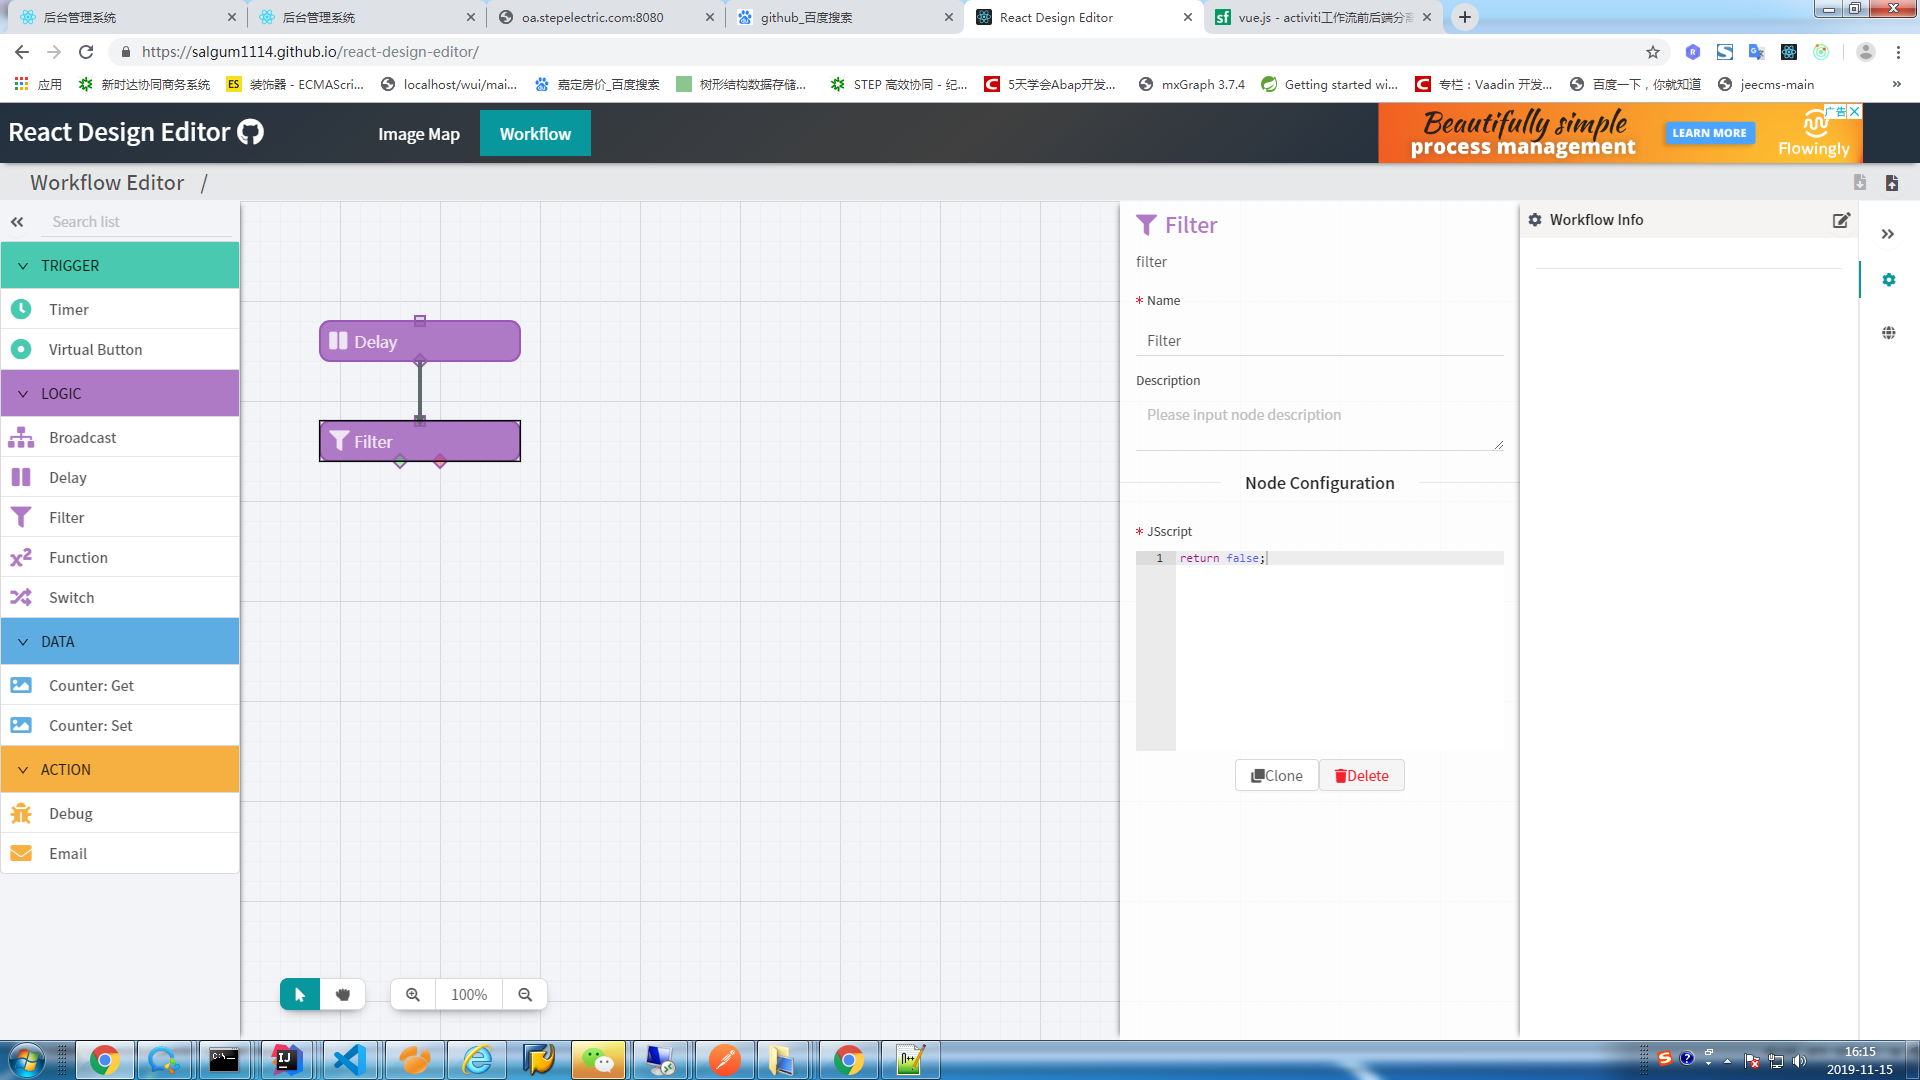 后台管理系统
后台管理系统
oa.stepelectric.com:8080
github_百度搜索
React Design Editor
sf
vue.js - activiti工作流前后端分离
https://salgum1114.github.io/react-design-editor/
应用
新时达协同商务系统
ES
装饰器 - ECMAScri...
localhost/wui/mai...
嘉定房价_百度搜索
树形结构数据存储...
STEP 高效协同 - 纪...
5天学会Abap开发...
mxGraph 3.7.4
Getting started wi...
专栏：Vaadin 开发...
百度一下，你就知道
jeecms-main
React Design Editor
Image Map
Workflow
Beautifully simple
process management
LEARN MORE
广告
Flowingly
Workflow Editor /
Search list
TRIGGER
Timer
Virtual Button
LOGIC
Broadcast
Delay
Filter
Function
Switch
DATA
Counter: Get
Counter: Set
ACTION
Debug
Email
Delay
Filter
100%
Filter
filter
* Name
Filter
Description
Please input node description
Node Configuration
* JSscript
1 return false;
Clone
Delete
Workflow Info
16:15
2019-11-15